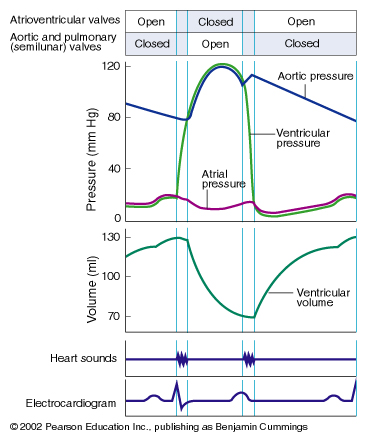 Atrioventricular valves Open Closed Open
Aortic and pulmonary
(semilunar) valves Closed Open Closed
120
80
40
0
Pressure (mm Hg)
Aortic pressure
Ventricular
pressure
Atrial
pressure
130
100
70
Volume (ml)
Ventricular
volume
Heart sounds
Electrocardiogram
© 2002 Pearson Education Inc., publishing as Benjamin Cummings